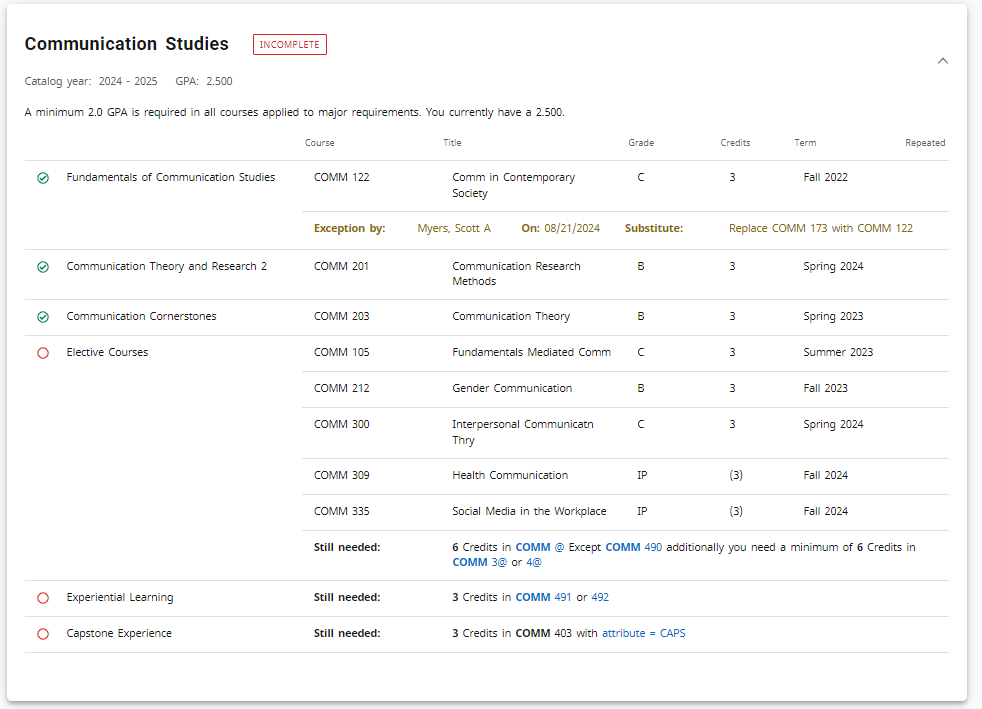 Communication Studies INCOMPLETE
Catalog year: 2024 - 2025 GPA: 2.500
A minimum 2.0 GPA is required in all courses applied to major requirements. You currently have a 2.500.
Course Title Grade Credits Term Repeated
Fundamentals of Communication Studies COMM 122 Comm in Contemporary C 3 Fall 2022
Society
Exception by: Myers, Scott A On: 08/21/2024 Substitute: Replace COMM 173 with COMM 122
Communication Theory and Research 2 COMM 201 Communication Research B 3 Spring 2024
Methods
Communication Cornerstones COMM 203 Communication Theory B 3 Spring 2023
Elective Courses COMM 105 Fundamentals Mediated Comm C 3 Summer 2023
COMM 212 Gender Communication B 3 Fall 2023
COMM 300 Interpersonal Communicatn C 3 Spring 2024
Thry
COMM 309 Health Communication IP (3) Fall 2024
COMM 335 Social Media in the Workplace IP (3) Fall 2024
Still needed: 6 Credits in COMM @ Except COMM 490 additionally you need a minimum of 6 Credits in
COMM 3@ or 4@
Experiential Learning Still needed: 3 Credits in COMM 491 or 492
Capstone Experience Still needed: 3 Credits in COMM 403 with attribute = CAPS